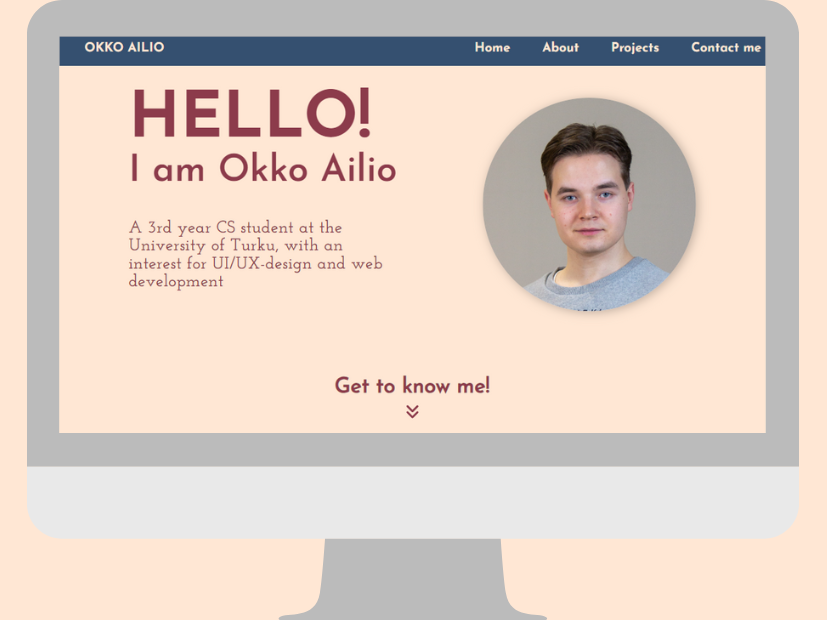 OKKO AILIO
Home About Projects Contact me
HELLO!
I am Okko Ailio
A 3rd year CS student at the
University of Turku, with an
interest for UI/UX-design and web
development
Get to know me!